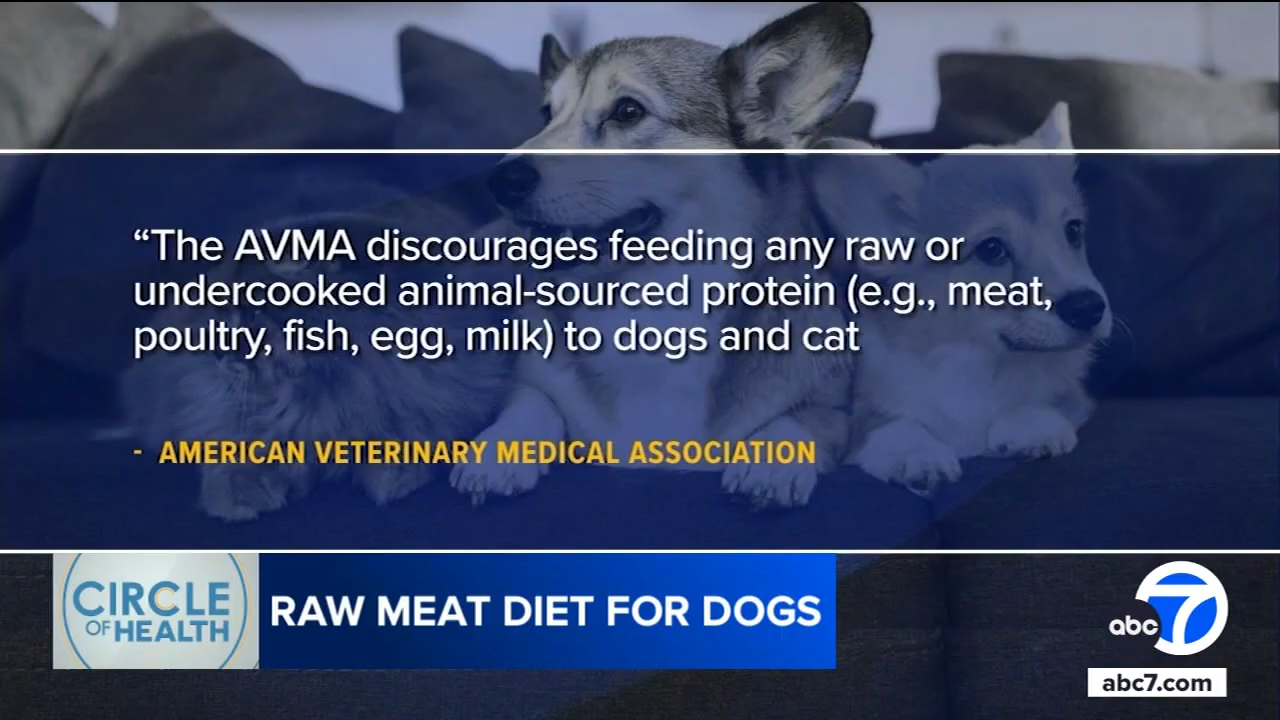 “The AVMA discourages feeding any raw or
undercooked animal-sourced protein (e.g., meat,
poultry, fish, egg, milk) to dogs and cat
- AMERICAN VETERINARY MEDICAL ASSOCIATION
CIRCLE
OF HEALTH
RAW MEAT DIET FOR DOGS
abc 7
abc7.com